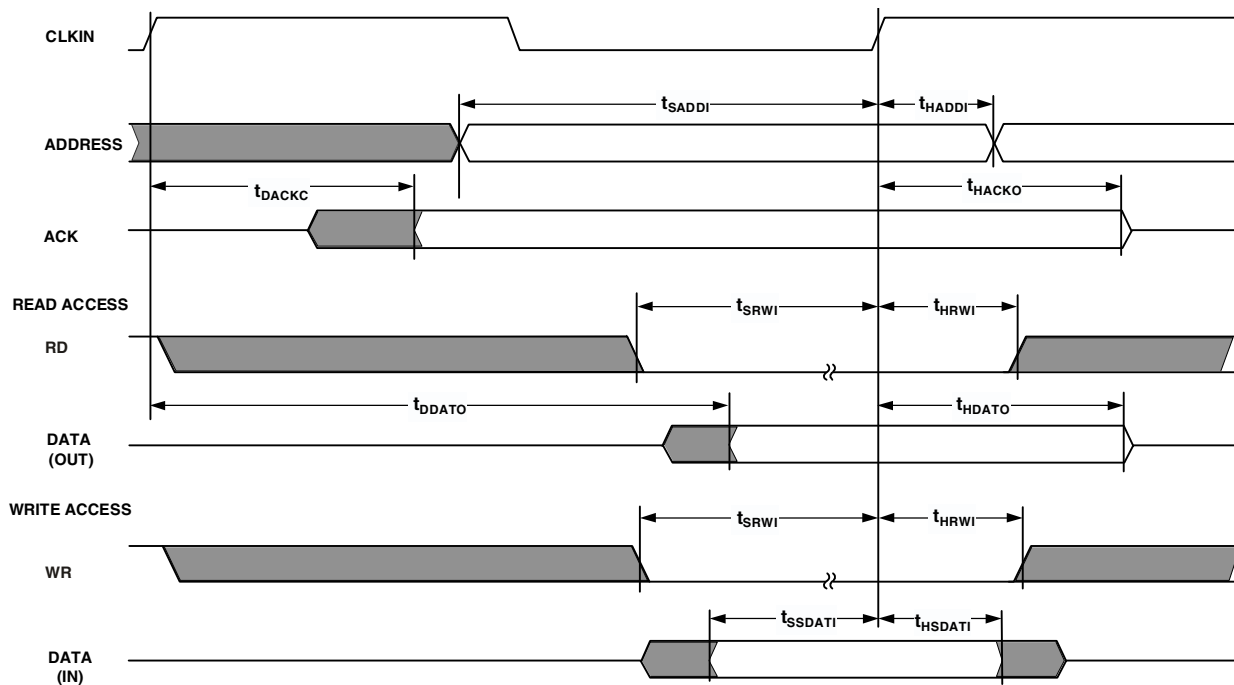 CLKIN
tSADDI
tHADDI
ADDRESS
tDACKC
tHACKO
ACK
READ ACCESS
tSRWI
tHRWI
RD
tDDATO
tHDATO
DATA
(OUT)
WRITE ACCESS
tSRWI
tHRWI
WR
tSSDATI
tHSDATI
DATA
(IN)